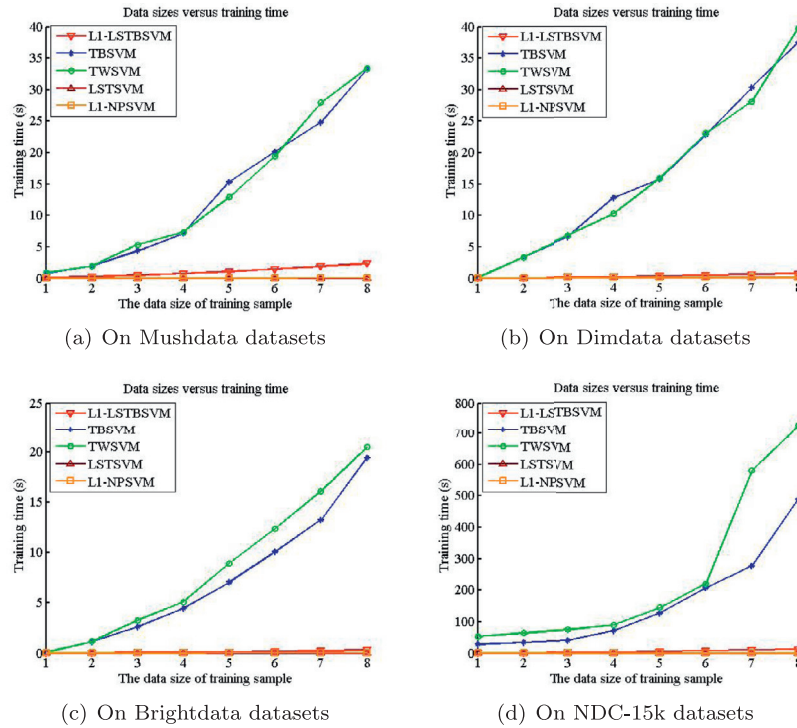 Data sizes versus training time
L1-LSTBSVM
TBSVM
TWSVM
LSTSVM
L1-NPSVM
Training time (s)
40
35
30
25
20
15
10
5
0
1 2 3 4 5 6 7 8
The data size of training sample
(a) On Mushdata datasets
Data sizes versus training time
L1-LSTBSVM
TBSVM
TWSVM
LSTSVM
L1-NPSVM
Training time (s)
40
35
30
25
20
15
10
5
0
1 2 3 4 5 6 7 8
The data size of training sample
(b) On Dimdata datasets
Data sizes versus training time
L1-LSTBSVM
TBSVM
TWSVM
LSTSVM
L1-NPSVM
Training time (s)
25
20
15
10
5
0
1 2 3 4 5 6 7 8
The data size of training sample
(c) On Brightdata datasets
Data sizes versus training time
L1-LSTBSVM
TBSVM
TWSVM
LSTSVM
L1-NPSVM
Training time (s)
800
700
600
500
400
300
200
100
0
1 2 3 4 5 6 7 8
The data size of training sample
(d) On NDC-15k datasets